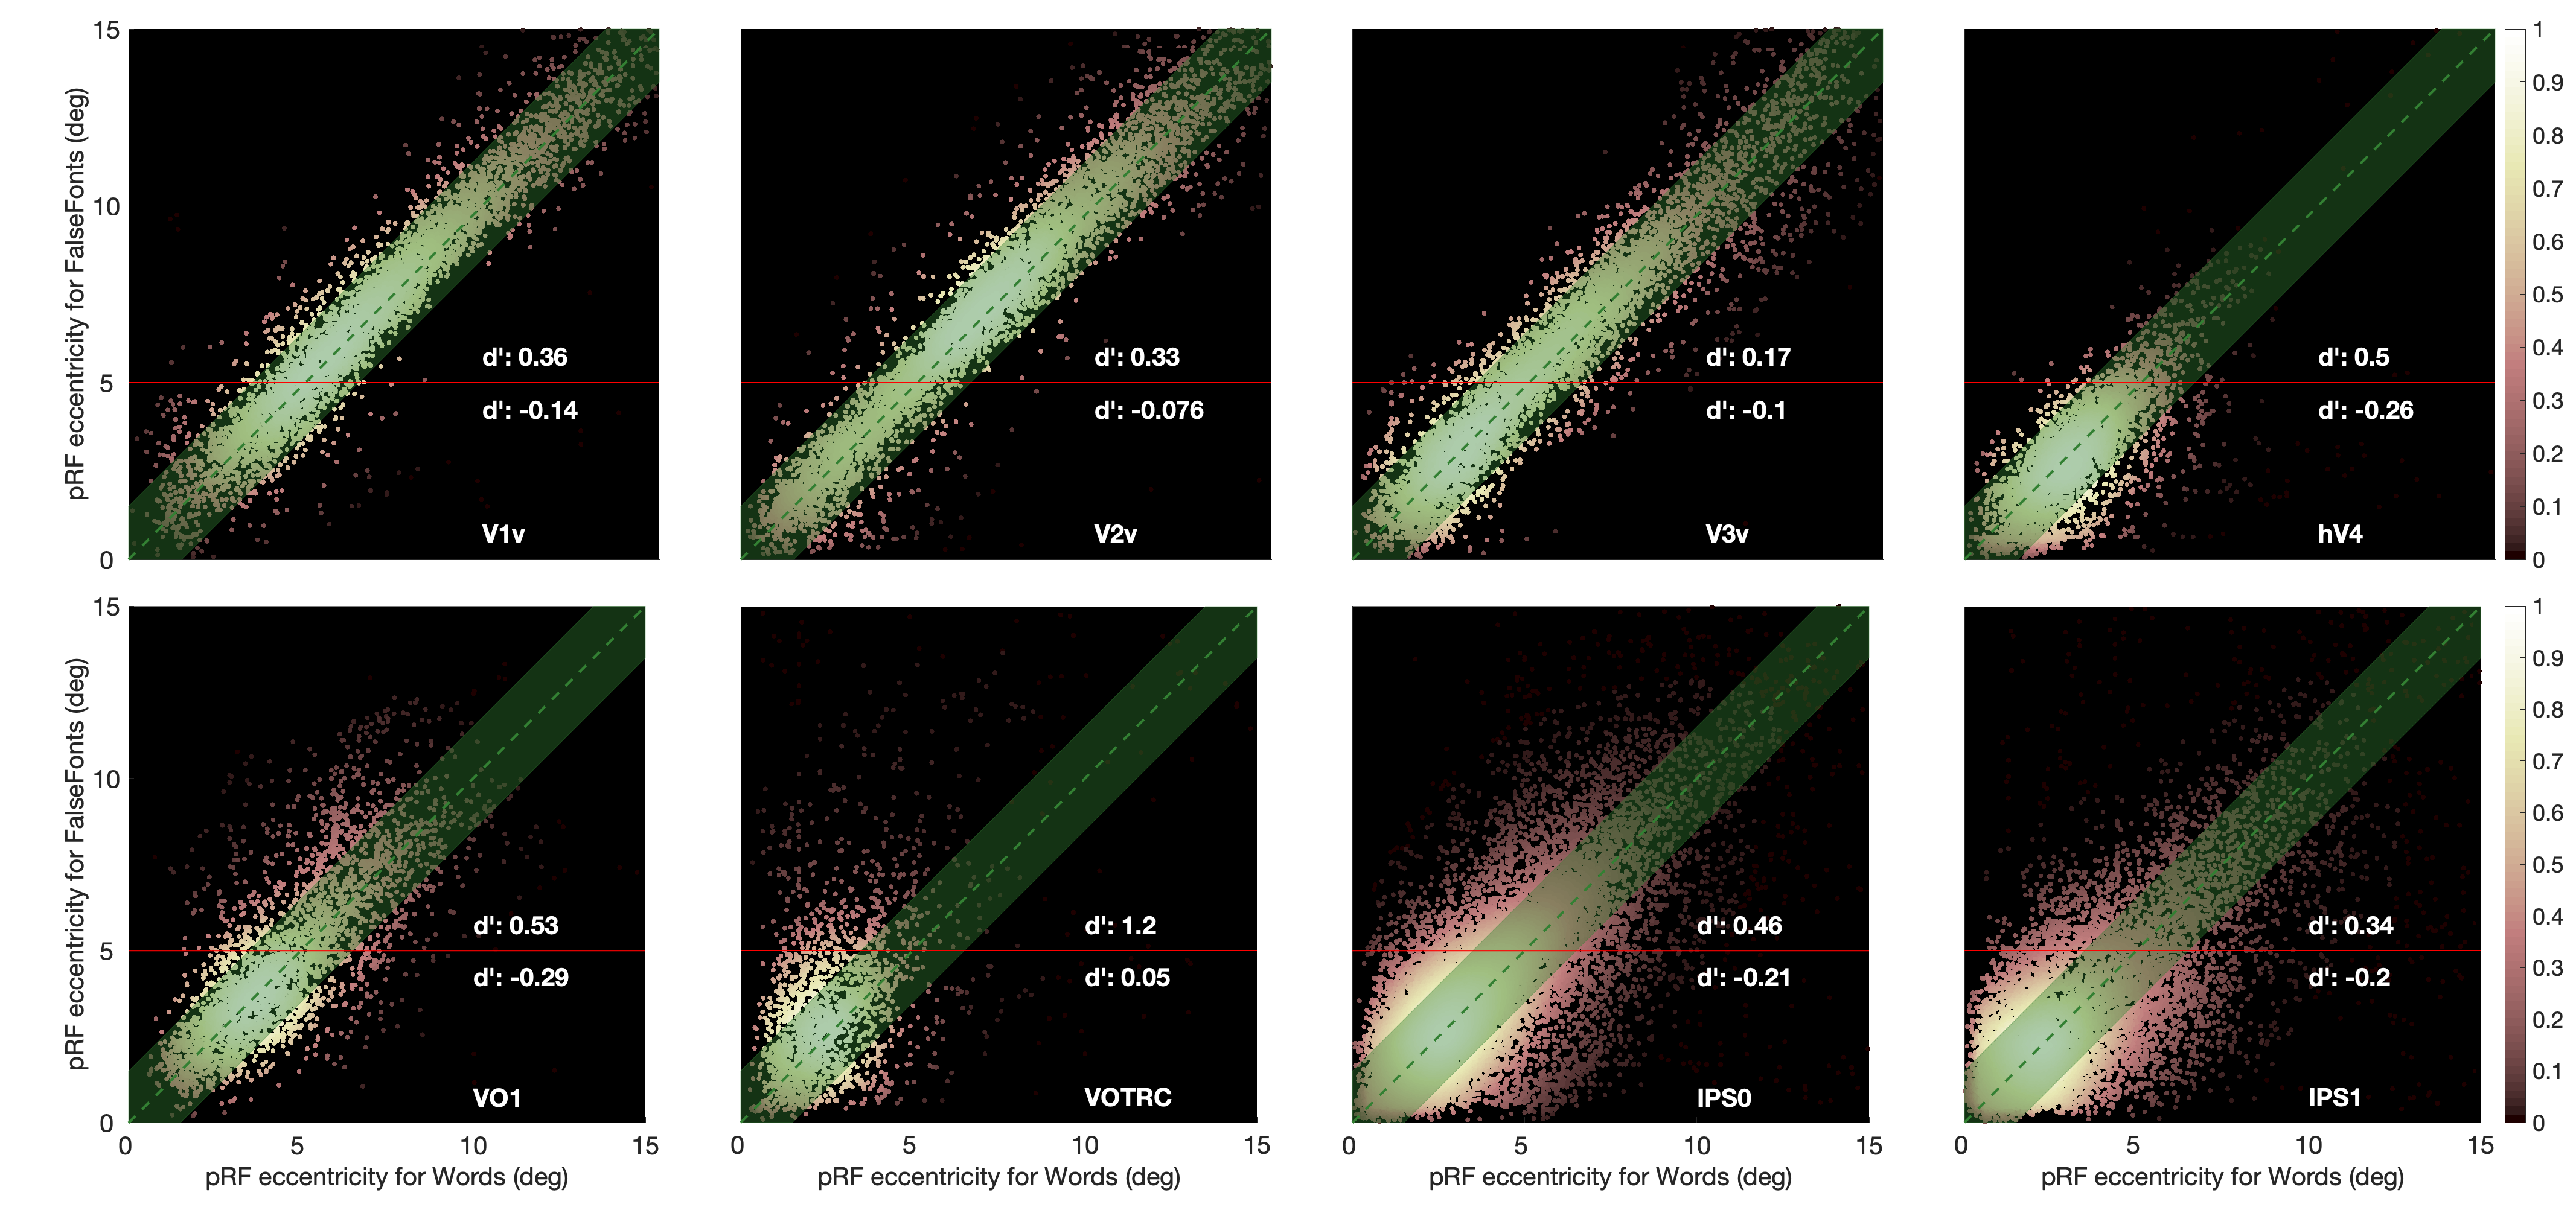 15
10
5
0
pRF eccentricity for FalseFonts (deg)
d': 0.36
d': -0.14
V1v
d': 0.33
d': -0.076
V2v
d': 0.17
d': -0.1
V3v
d': 0.5
d': -0.26
hV4
1
0.9
0.8
0.7
0.6
0.5
0.4
0.3
0.2
0.1
0
15
10
5
0
pRF eccentricity for FalseFonts (deg)
d': 0.53
d': -0.29
VO1
0 5 10 15
pRF eccentricity for Words (deg)
d': 1.2
d': 0.05
VOTRC
0 5 10 15
pRF eccentricity for Words (deg)
d': 0.46
d': -0.21
IPS0
0 5 10 15
pRF eccentricity for Words (deg)
d': 0.34
d': -0.2
IPS1
0 5 10 15
pRF eccentricity for Words (deg)
1
0.9
0.8
0.7
0.6
0.5
0.4
0.3
0.2
0.1
0